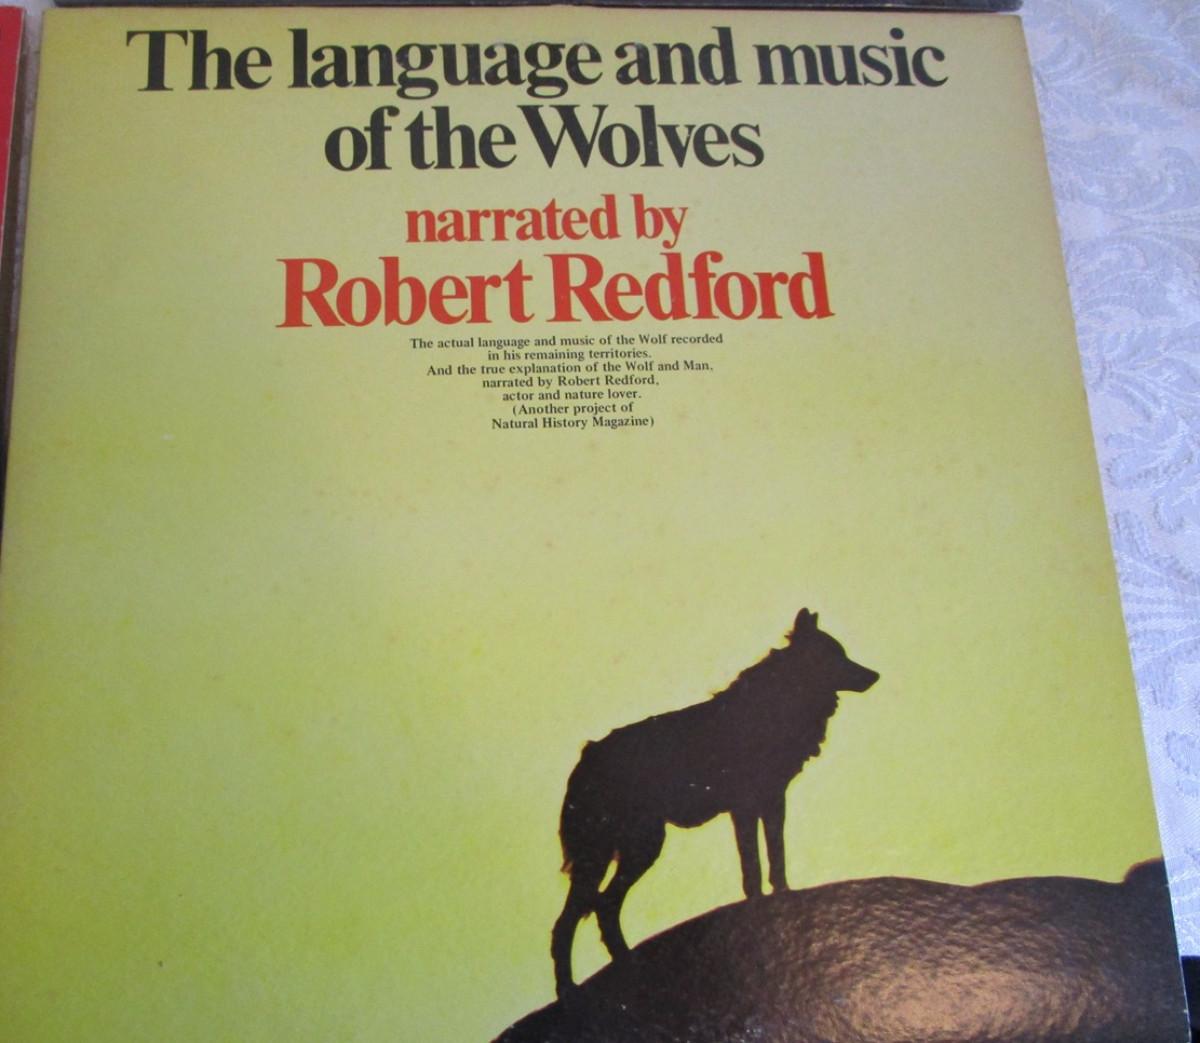 The language and music
of the Wolves
narrated by
Robert Redford
The actual language and music of the Wolf recorded
in his remaining territories.
And the true explanation of the Wolf and Man,
narrated by Robert Redford,
actor and nature lover.
(Another project of
Natural History Magazine)